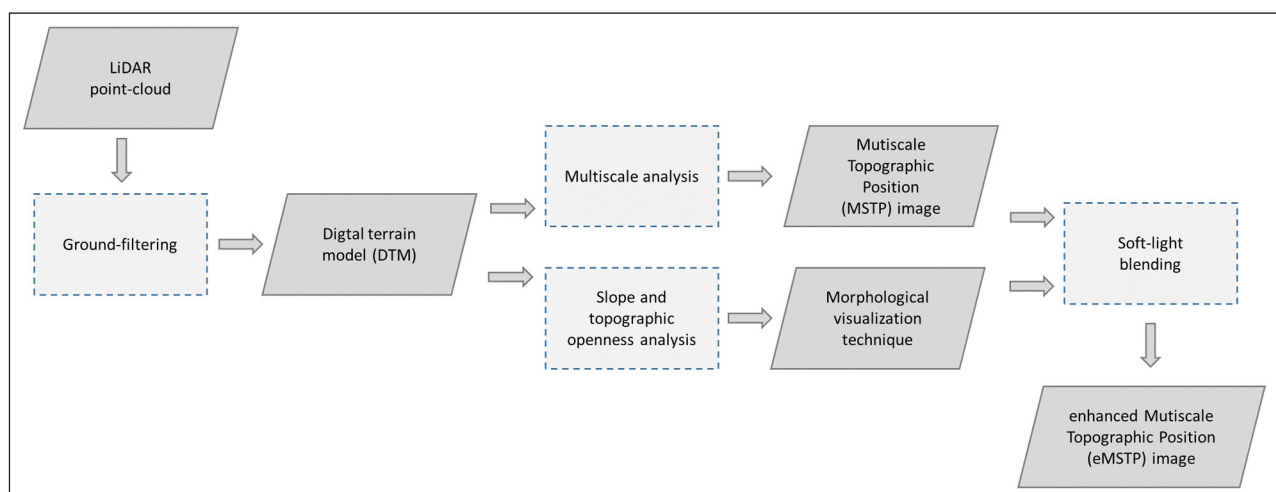 LiDAR
point-cloud
Ground-filtering
Digtal terrain
model (DTM)
Multiscale analysis
Mutiscale
Topographic
Position
(MSTP) image
Slope and
topographic
openness analysis
Morphological
visualization
technique
Soft-light
blending
enhanced Mutiscale
Topographic Position
(eMSTP) image